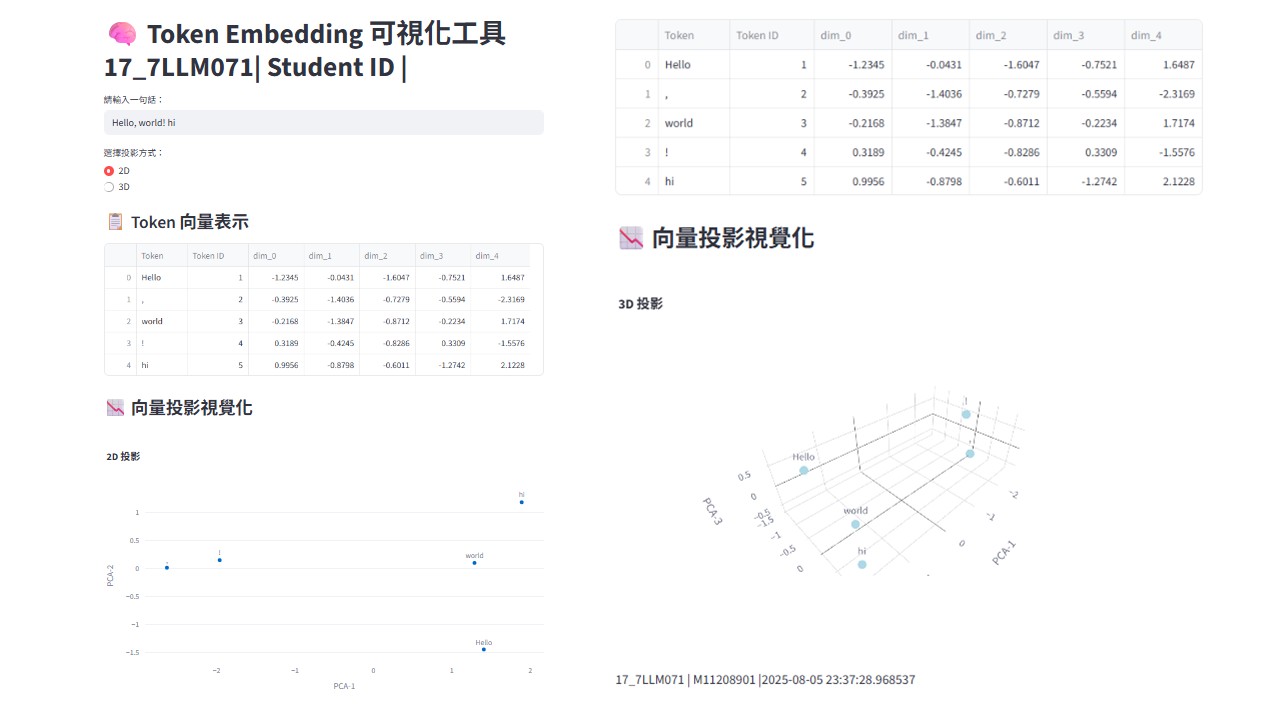 🧠 Token Embedding 可視化工具
17_7LLM071| Student ID |
請輸入一句話：
Hello, world! hi
選擇投影方式：
2D
3D
📋 Token 向量表示
Token Token ID dim_0 dim_1 dim_2 dim_3 dim_4
0 Hello 1 -1.2345 -0.0431 -1.6047 -0.7521 1.6487
1 , 2 -0.3925 -1.4036 -0.7279 -0.5594 -2.3169
2 world 3 -0.2168 -1.3847 -0.8712 -0.2234 1.7174
3 ! 4 0.3189 -0.4245 -0.8286 0.3309 -1.5576
4 hi 5 0.9956 -0.8798 -0.6011 -1.2742 2.1228
📉 向量投影視覺化
2D 投影
hi
1
0.5
!
world
,
0
−0.5
−1
Hello
−1.5
PCA-2
−2 −1 0 1 2
PCA-1
Token Token ID dim_0 dim_1 dim_2 dim_3 dim_4
0 Hello 1 -1.2345 -0.0431 -1.6047 -0.7521 1.6487
1 , 2 -0.3925 -1.4036 -0.7279 -0.5594 -2.3169
2 world 3 -0.2168 -1.3847 -0.8712 -0.2234 1.7174
3 ! 4 0.3189 -0.4245 -0.8286 0.3309 -1.5576
4 hi 5 0.9956 -0.8798 -0.6011 -1.2742 2.1228
📉 向量投影視覺化
3D 投影
!
,
Hello
world
hi
0.5
0
−0.5
−1.5
−1
−0.5
0
PCA-3
−2
−1
0
PCA-1
17_7LLM071 | M11208901 |2025-08-05 23:37:28.968537